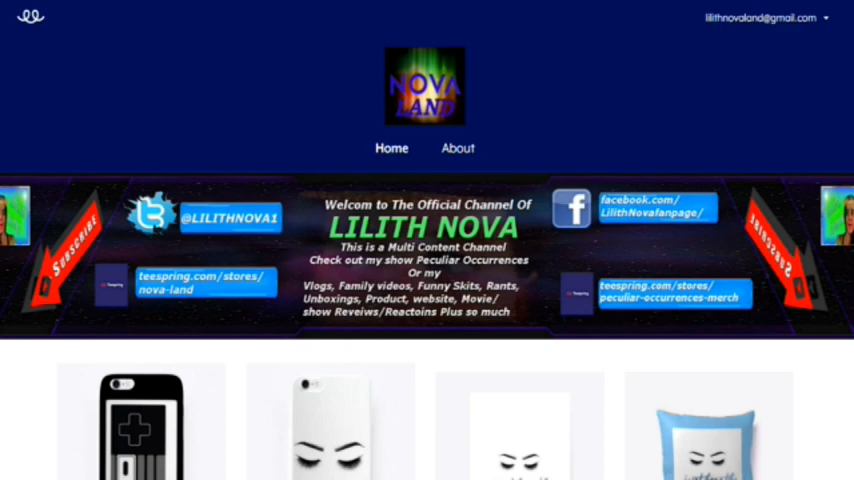 lilithnovaland@gmail.com
NOVA
LAND
Home About
Welcom to The Official Channel Of
LILITH NOVA
This is a Multi Content Channel
Check out my show Peculiar Occurrences
Or my
Vlogs, Family videos, Funny Skits, Rants,
Unboxings, Product, website, Movie/
show Reveiws/Reactoins Plus so much
@LILITHNOVA1
teespring.com/stores/
nova-land
facebook.com/
LilithNovafanpage/
teespring.com/stores/
peculiar-occurrences-merch
SUBSCRIBE
SUBSCRIBE